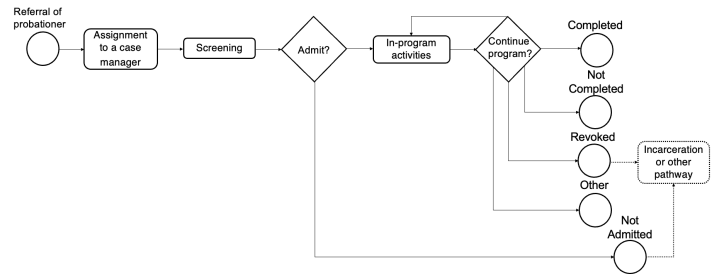 Referral of
probationer
Assignment
to a case
manager
Screening
Admit?
In-program
activities
Continue
program?
Completed
Not
Completed
Revoked
Incarceration
or other
pathway
Other
Not
Admitted